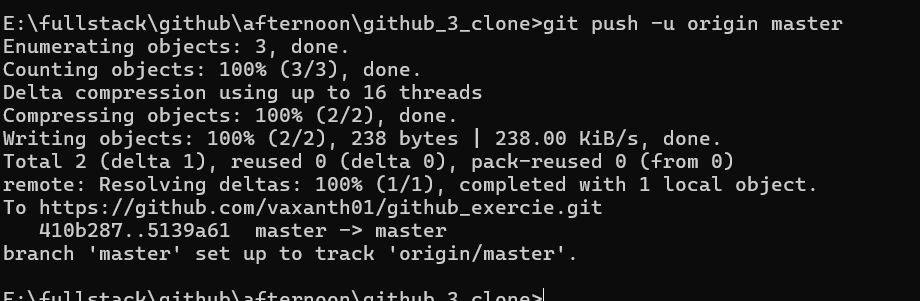 E:\fullstack\github\afternoon\github_3_clone>git push -u origin master
Enumerating objects: 3, done.
Counting objects: 100% (3/3), done.
Delta compression using up to 16 threads
Compressing objects: 100% (2/2), done.
Writing objects: 100% (2/2), 238 bytes | 238.00 KiB/s, done.
Total 2 (delta 1), reused 0 (delta 0), pack-reused 0 (from 0)
remote: Resolving deltas: 100% (1/1), completed with 1 local object.
To https://github.com/vaxanth01/github_exercie.git
   410b287..5139a61  master -> master
branch 'master' set up to track 'origin/master'.
E:\fullstack\github\afternoon\github_3_clone>